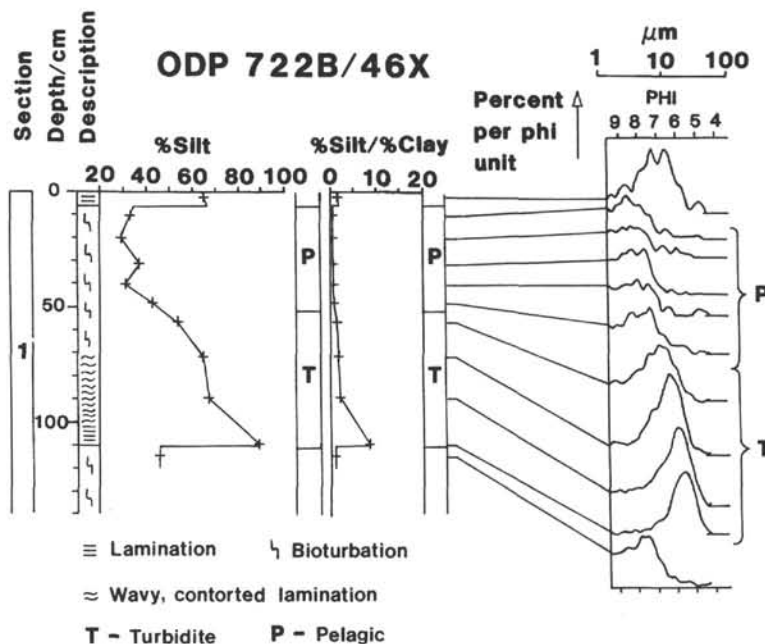 ODP 722B/46X
Section
Depth/cm
Description
%Silt
%Silt/%Clay
Percent per phi unit
µm
1 10 100
PHI
9 8 7 6 5 4
20 40 60 80 100
0 20
0
50
100
1
P
T
P
T
P
T
≡ Lamination
Bioturbation
≈ Wavy, contorted lamination
T - Turbidite
P - Pelagic